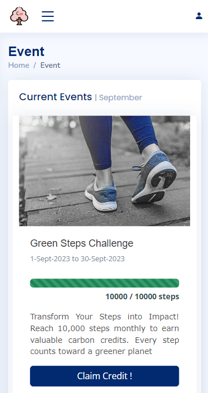 Event
Home / Event
Current Events | September
Green Steps Challenge
1-Sept-2023 to 30-Sept-2023
10000 / 10000 steps
Transform Your Steps into Impact!
Reach 10,000 steps monthly to earn
valuable carbon credits. Every step
counts toward a greener planet
Claim Credit !